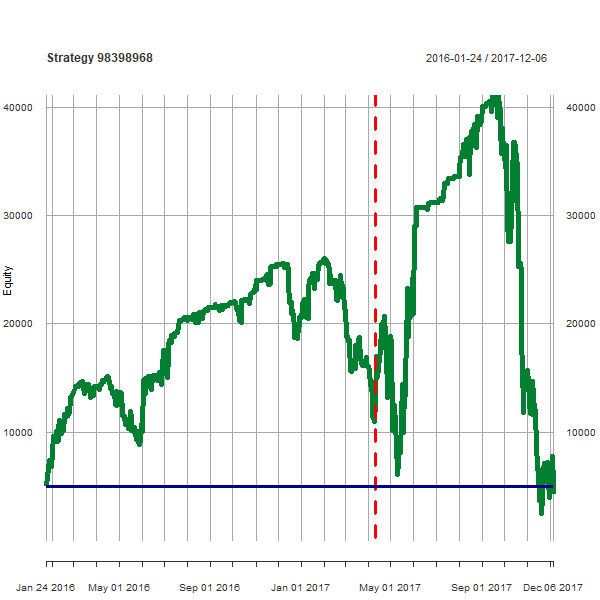 Strategy 98398968
2016-01-24 / 2017-12-06
40000
40000
30000
30000
Equity
20000
20000
10000
10000
Jan 24 2016
May 01 2016
Sep 01 2016
Jan 01 2017
May 01 2017
Sep 01 2017
Dec 06 2017